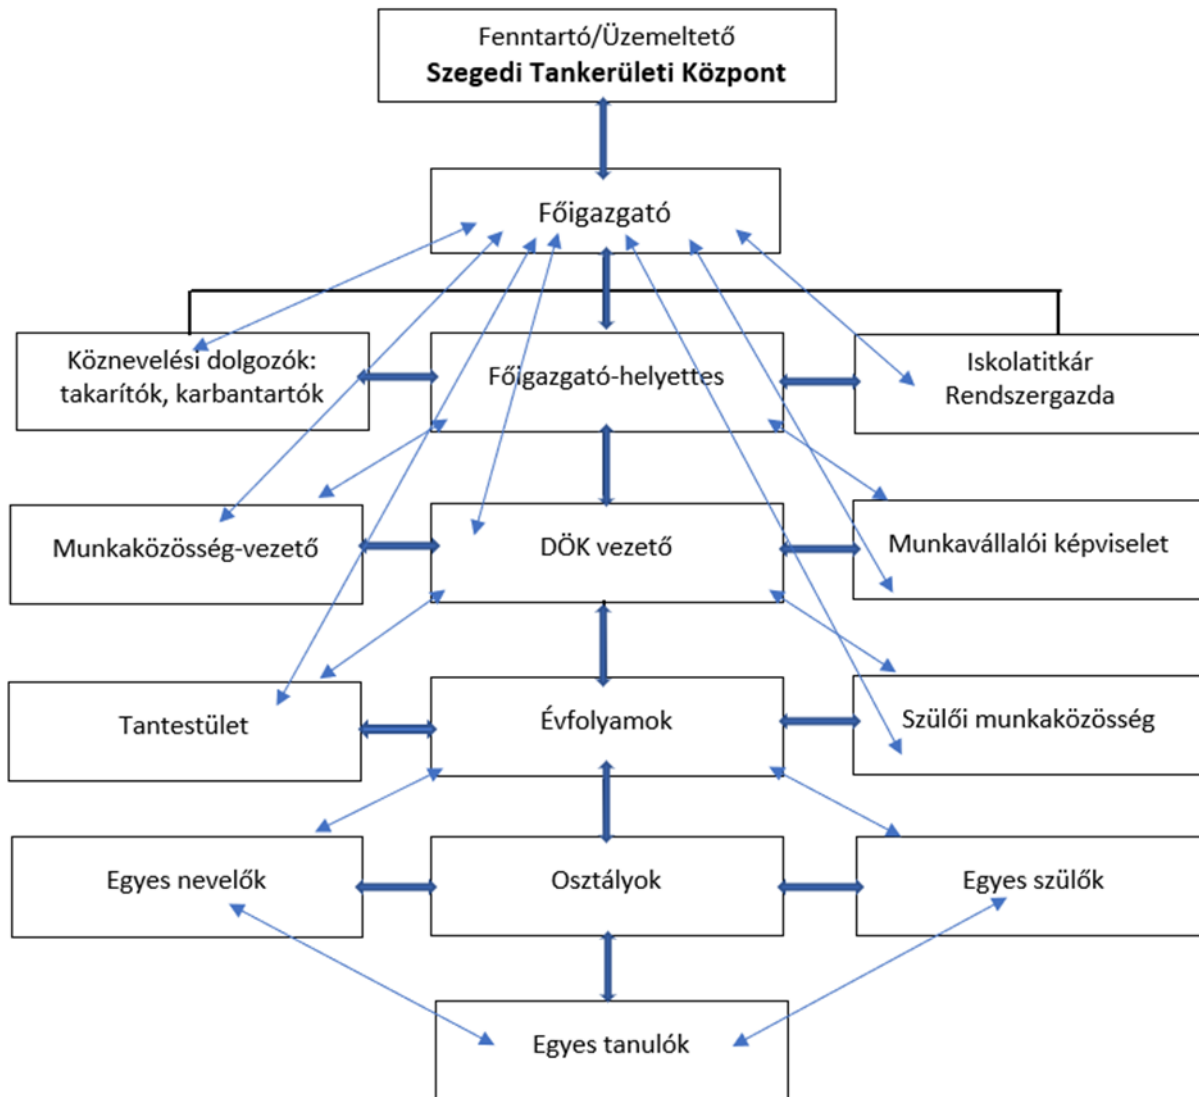 Fenntartó/Üzemeltető
Szegedi Tankerületi Központ
Főigazgató
Köznevelési dolgozók:
takarítók, karbantartók
Főigazgató-helyettes
Iskolatitkár
Rendszergazda
Munkaközösség-vezető
DÖK vezető
Munkavállalói képviselet
Tantestület
Évfolyamok
Szülői munkaközösség
Egyes nevelők
Osztályok
Egyes szülők
Egyes tanulók